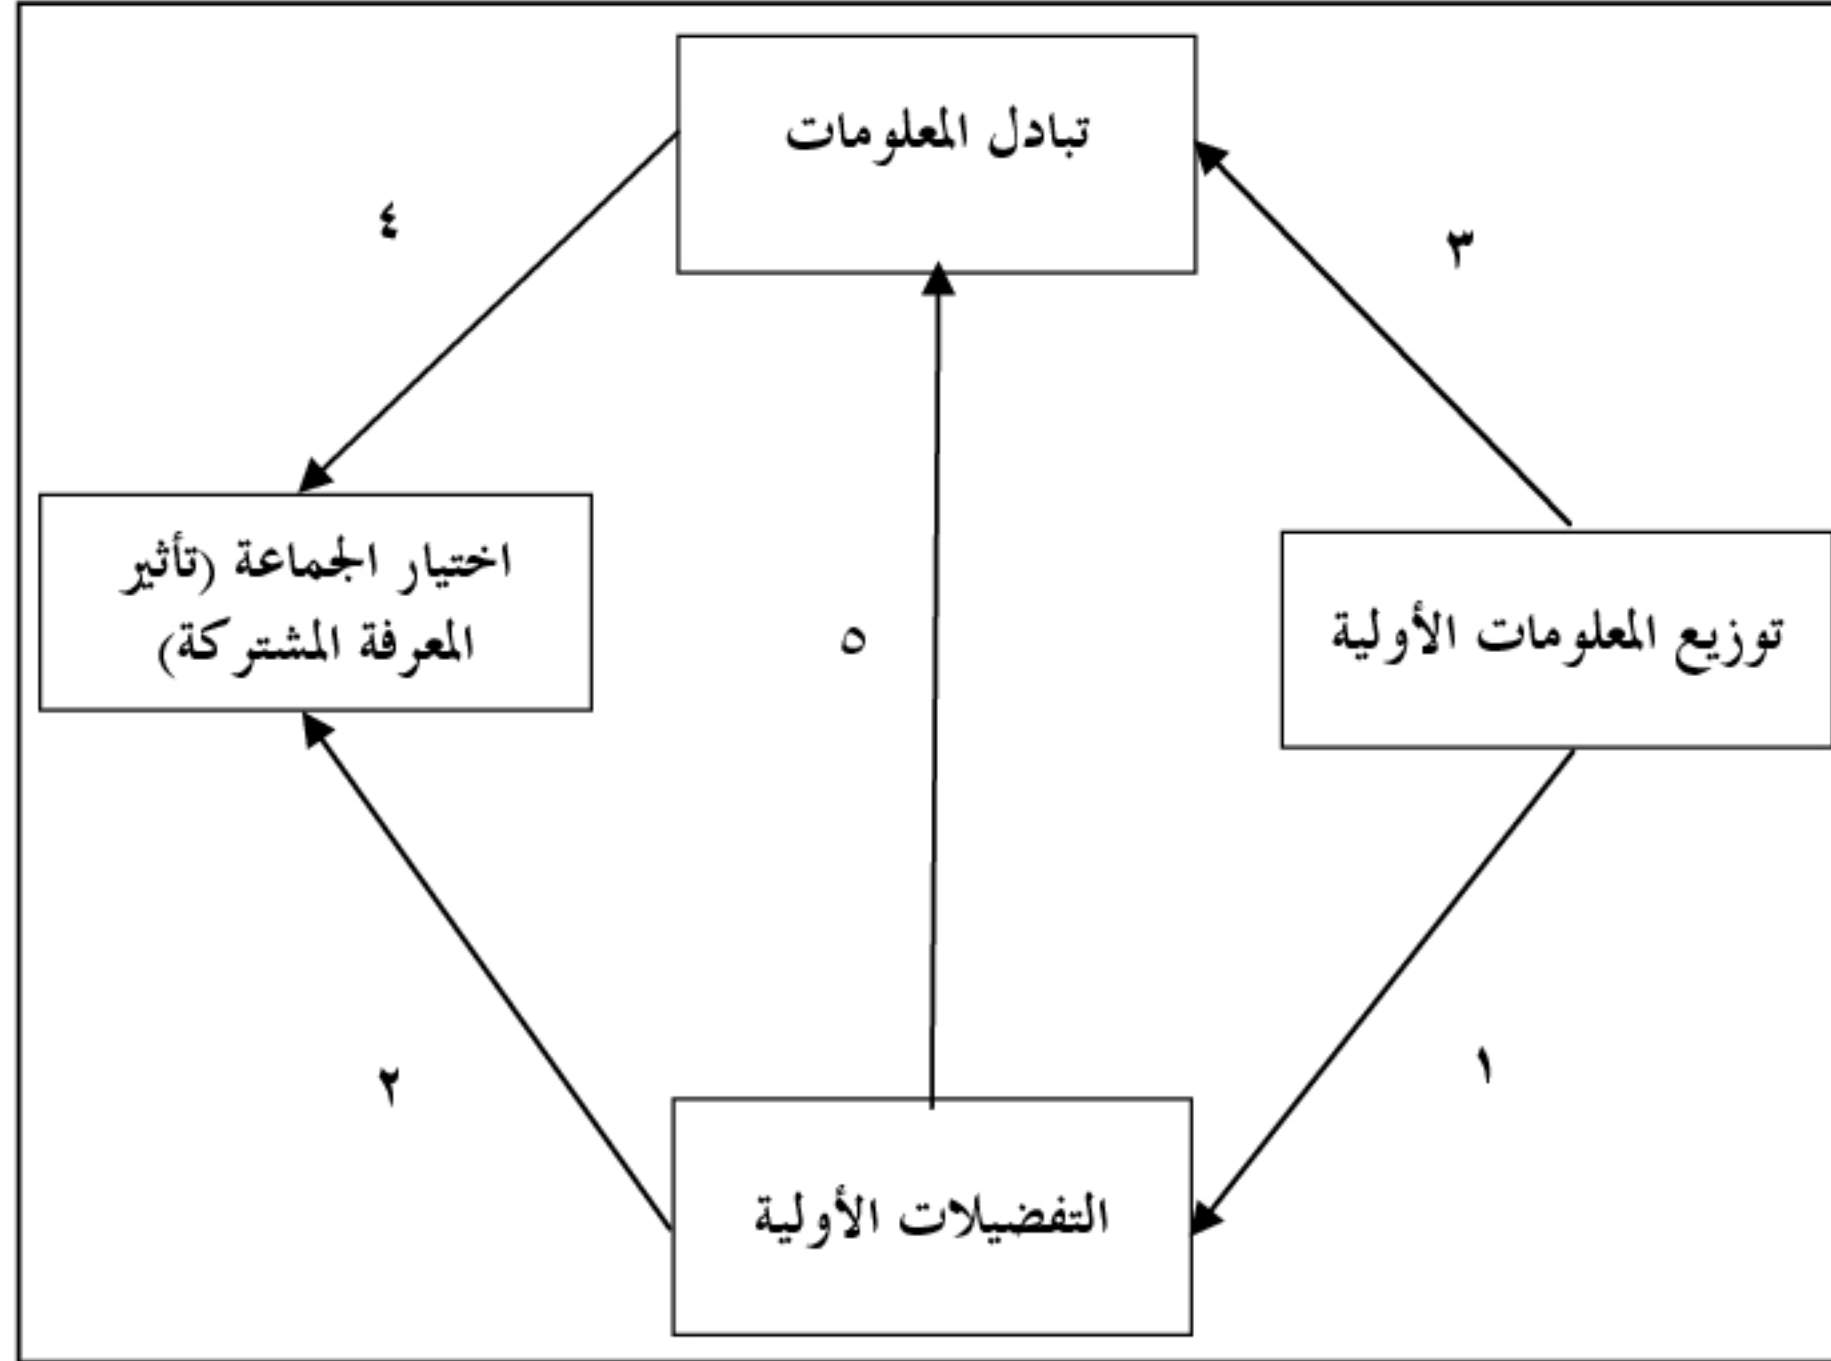 تبادل المعلومات
٣
٤
اختيار الجماعة (تأثير
المعرفة المشتركة)
توزيع المعلومات الأولية
٥
١
٢
التفضيلات الأولية